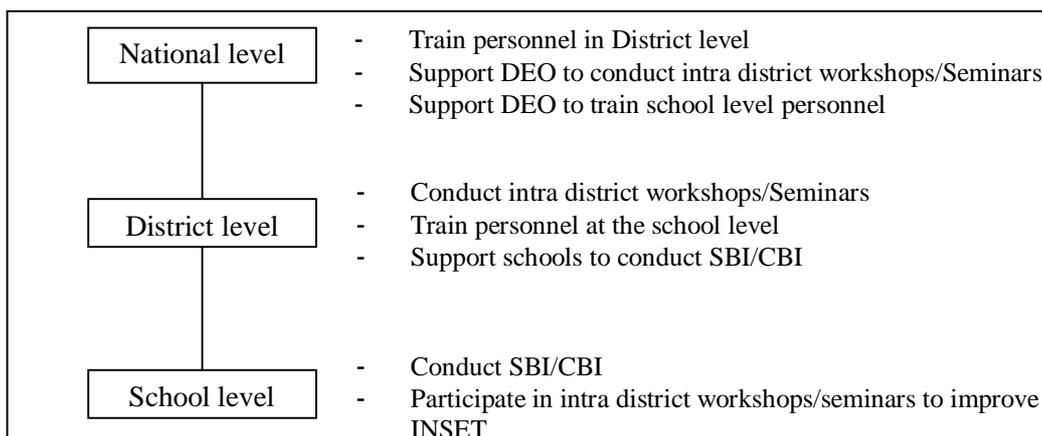 National level
- Train personnel in District level
- Support DEO to conduct intra district workshops/Seminars
- Support DEO to train school level personnel
District level
- Conduct intra district workshops/Seminars
- Train personnel at the school level
- Support schools to conduct SBI/CBI
School level
- Conduct SBI/CBI
- Participate in intra district workshops/seminars to improve
INSET